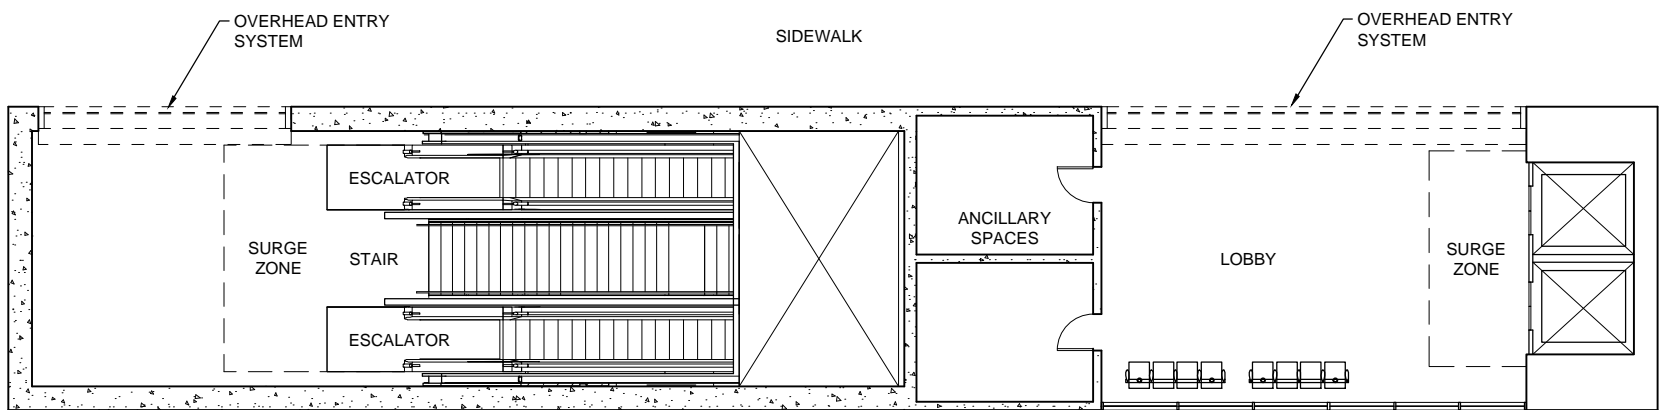 OVERHEAD ENTRY
SYSTEM
SIDEWALK
OVERHEAD ENTRY
SYSTEM
ESCALATOR
SURGE
ZONE
STAIR
ESCALATOR
ANCILLARY
SPACES
LOBBY
SURGE
ZONE